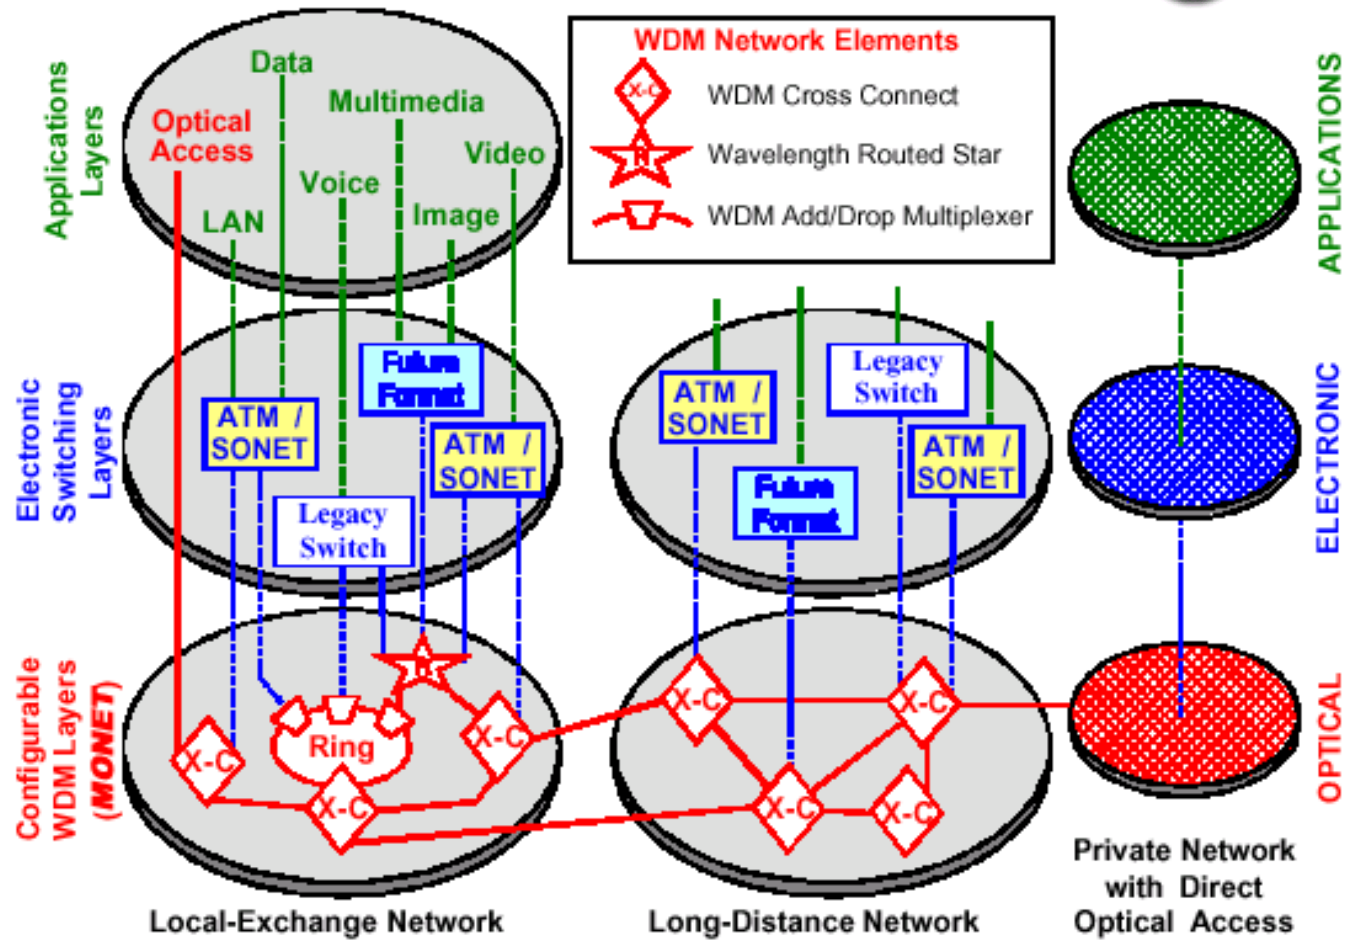 Applications
Layers
Optical
Access
Data
Multimedia
Video
Voice
LAN
Image
WDM Network Elements
X-C
WDM Cross Connect
Wavelength Routed Star
WDM Add/Drop Multiplexer
APPLICATIONS
Electronic
Switching
Layers
Future
Format
ATM /
SONET
ATM /
SONET
Legacy
Switch
ATM /
SONET
Legacy
Switch
Future
Format
ATM /
SONET
ELECTRONIC
Configurable
WDM Layers
(MONET)
X-C
Ring
X-C
X-C
X-C
X-C
X-C
X-C
OPTICAL
Local-Exchange Network
Long-Distance Network
Private Network
with Direct
Optical Access